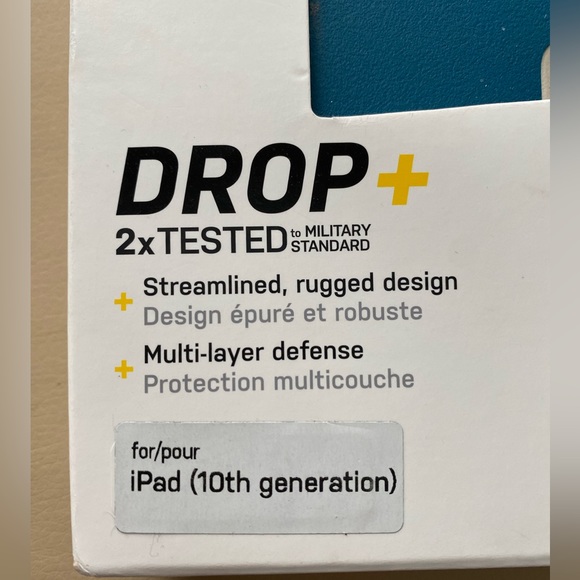 DROP+
2xTESTED to MILITARY STANDARD
+ Streamlined, rugged design
Design épuré et robuste
+ Multi-layer defense
Protection multicouche
for/pour
iPad (10th generation)